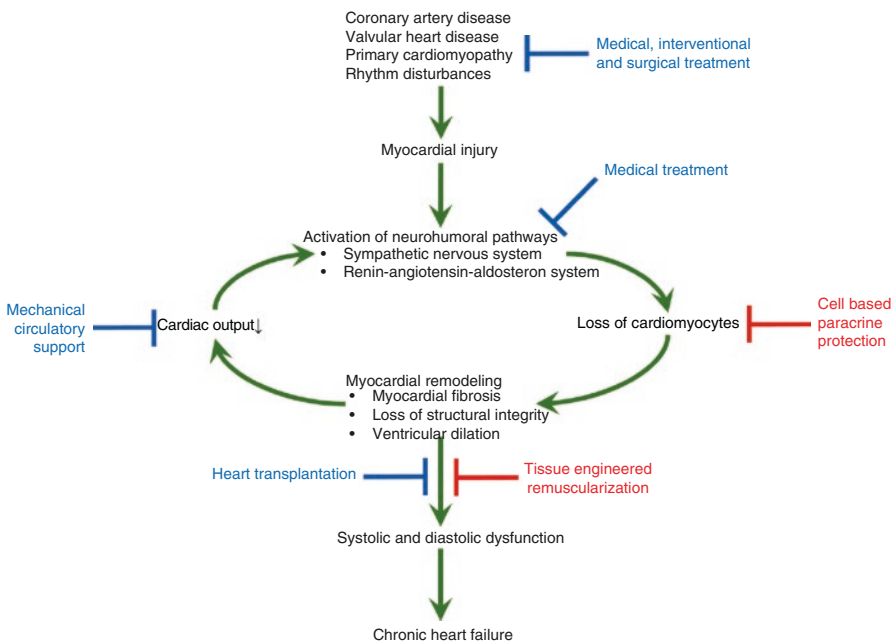 Coronary artery disease
Valvular heart disease
Primary cardiomyopathy
Rhythm disturbances
Medical, interventional
and surgical treatment
Myocardial injury
Medical treatment
Activation of neurohumoral pathways
• Sympathetic nervous system
• Renin-angiotensin-aldosteron system
Mechanical
circulatory
support
Cardiac output↓
Loss of cardiomyocytes
Cell based
paracrine
protection
Myocardial remodeling
• Myocardial fibrosis
• Loss of structural integrity
• Ventricular dilation
Heart transplantation
Tissue engineered
remuscularization
Systolic and diastolic dysfunction
Chronic heart failure